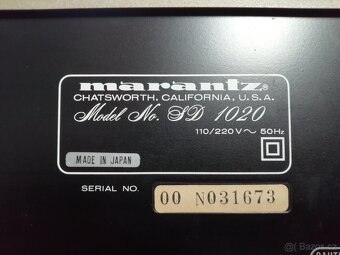 marantz®
CHATSWORTH, CALIFORNIA, U.S.A.
Model No. SD 1020
110/220V~ 50Hz
MADE IN JAPAN
SERIAL NO. 00 N031673